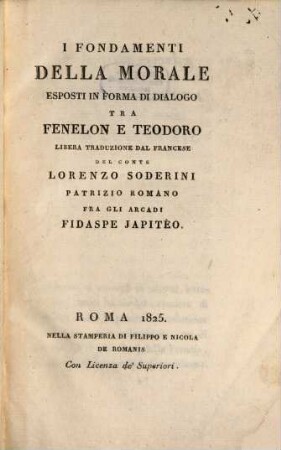 I FONDAMENTI
DELLA MORALE
ESPOSTI IN FORMA DI DIALOGO
TRA
FENELON E TEODORO
LIBERA TRADUZIONE DAL FRANCESE
DEL CONTE
LORENZO SODERINI
PATRIZIO ROMANO
FRA GLI ARCADI
FIDASPE JAPITÈO.
ROMA 1825.
NELLA STAMPERIA DI FILIPPO E NICOLA
DE ROMANIS
Con Licenza de' Superiori.